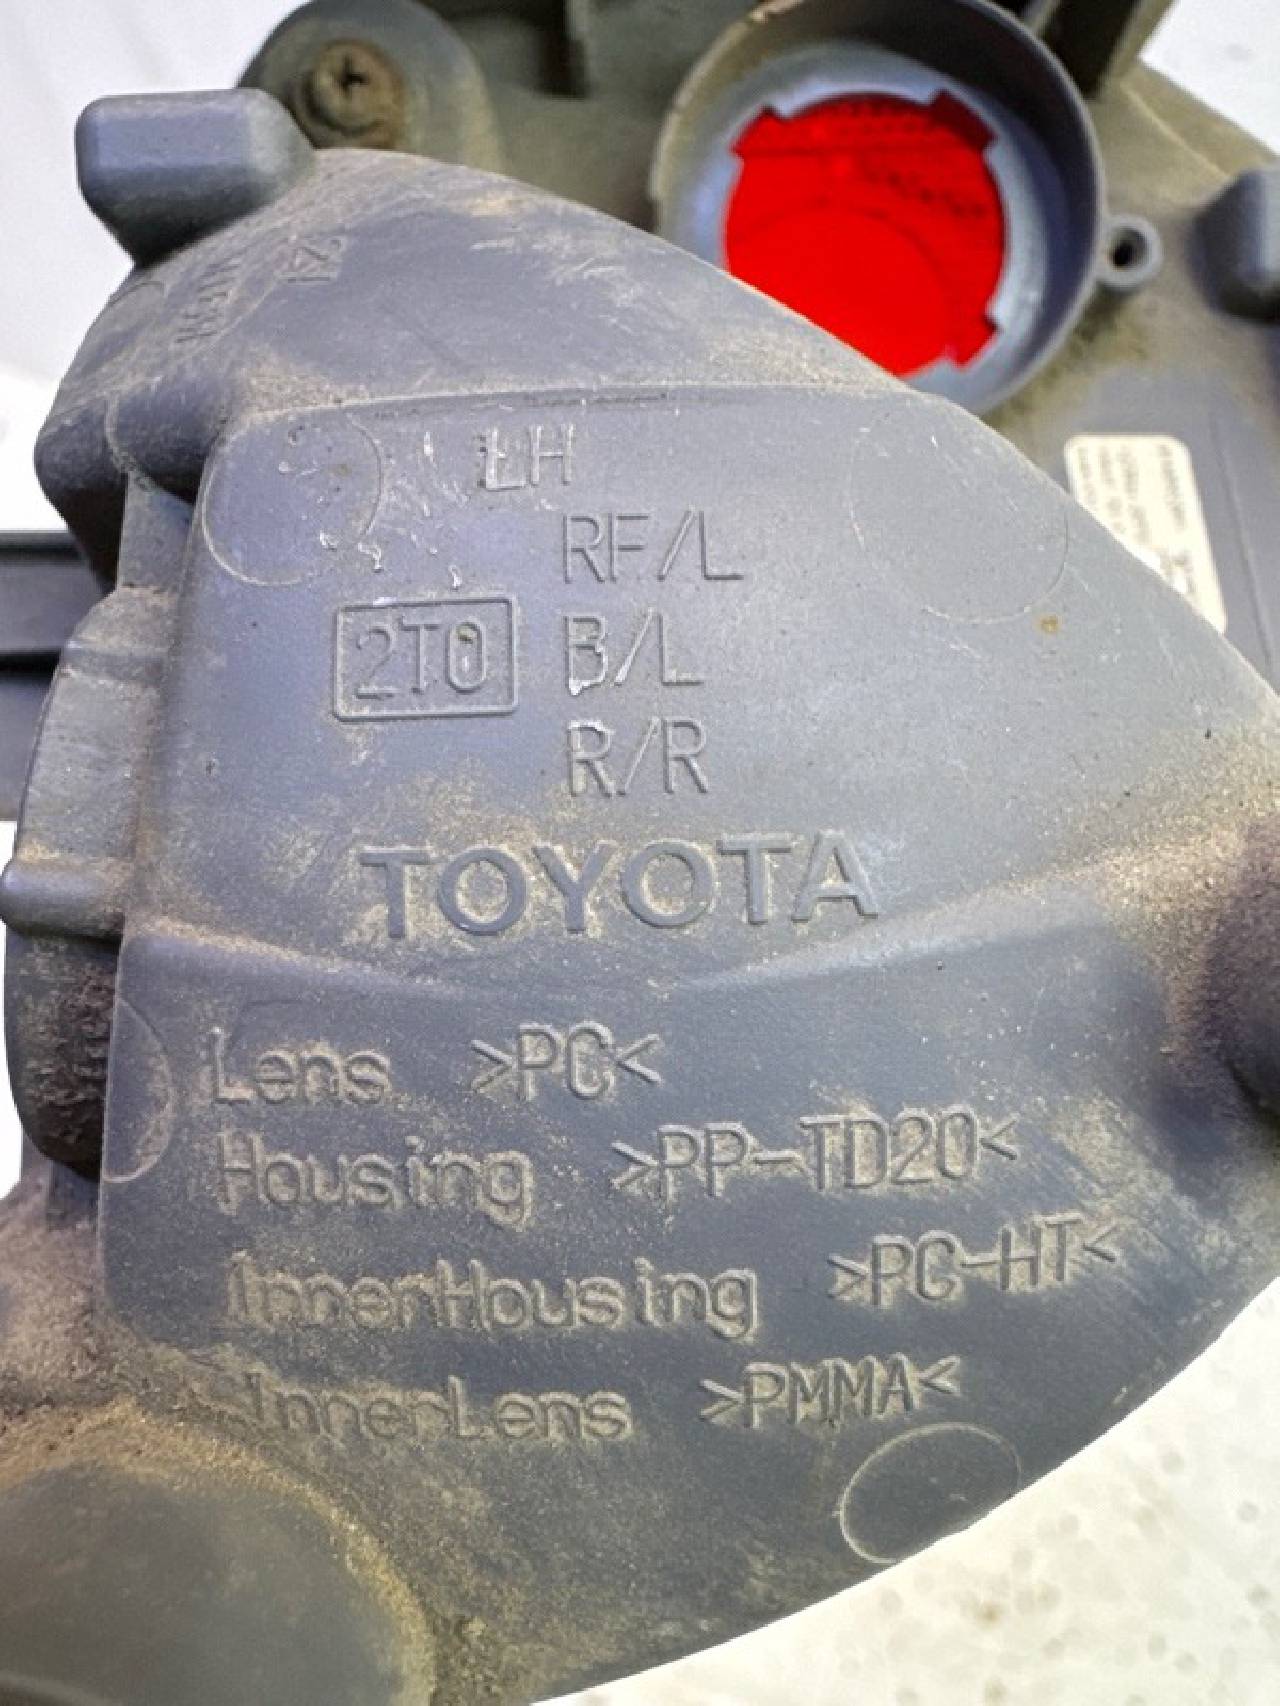 LH
RF/L
2T0 B/L
R/R
TOYOTA
Lens >PC<
Housing >PP-TD20<
InnerHousing >PC-HT<
InnerLens >PMMA<